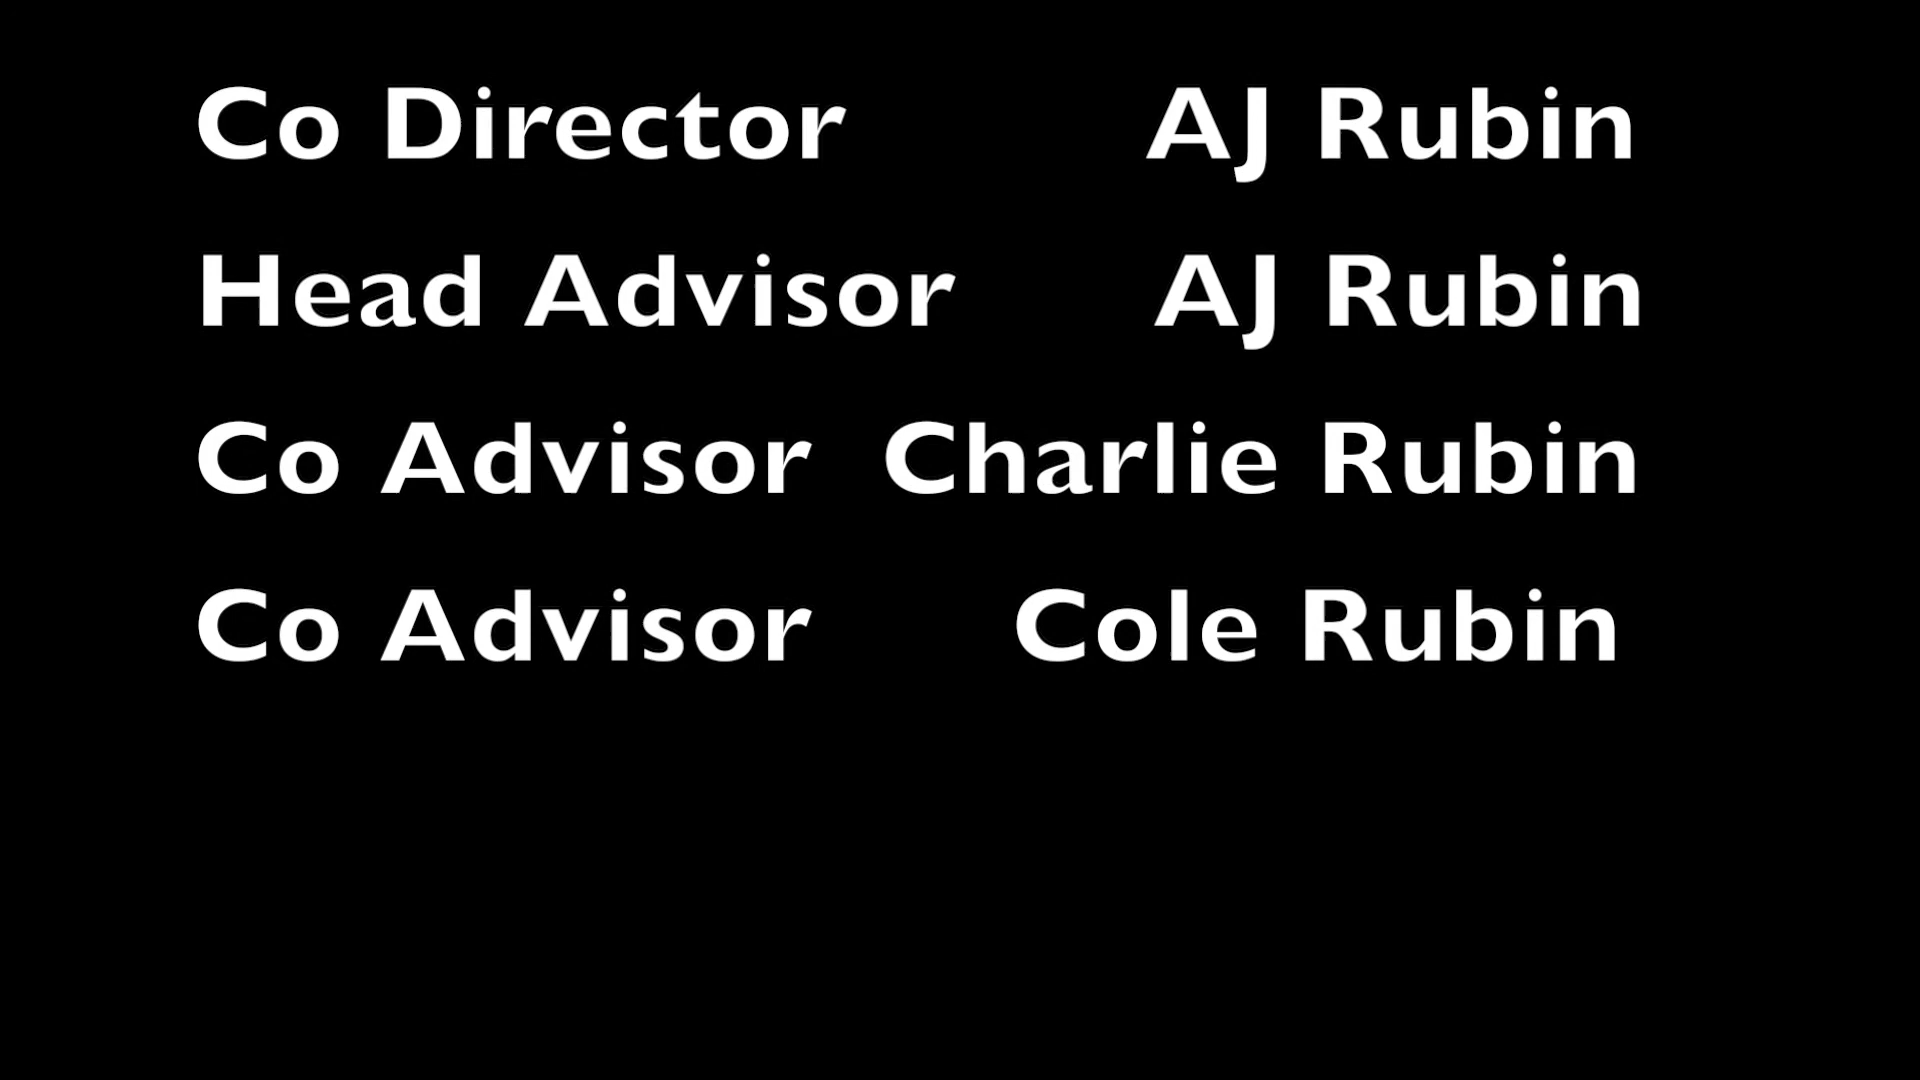 Co Director AJ Rubin
Head Advisor AJ Rubin
Co Advisor Charlie Rubin
Co Advisor Cole Rubin